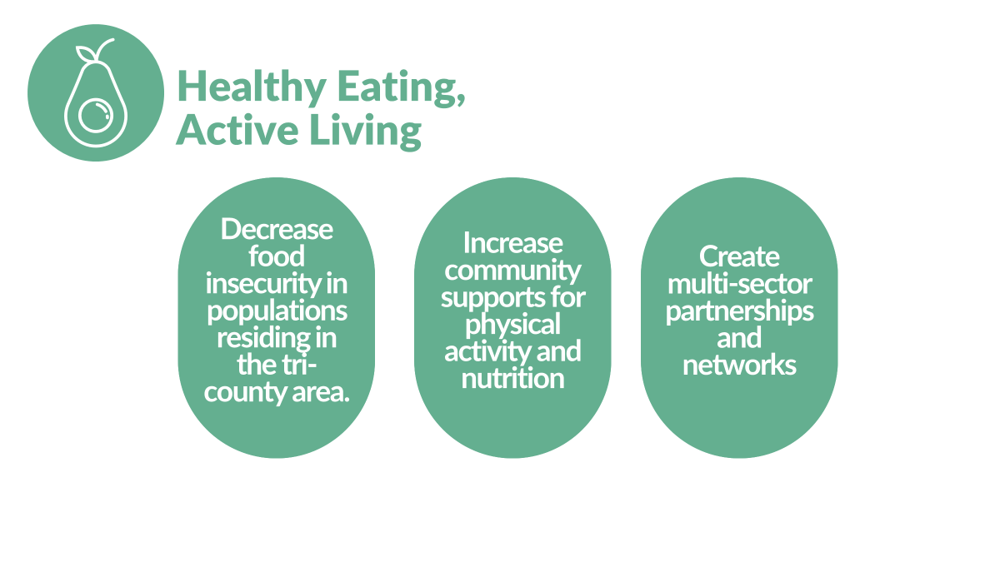 Healthy Eating,
Active Living
Decrease
food
insecurity in
populations
residing in
the tri-
county area.
Increase
community
supports for
physical
activity and
nutrition
Create
multi-sector
partnerships
and
networks